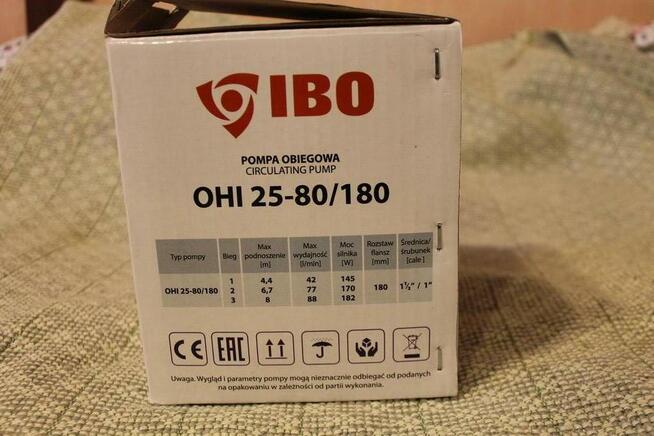 IBO
POMPA OBIEGOWA
CIRCULATING PUMP
OHI 25-80/180
Typ pompy Bieg Max podnoszenie [m] Max wydajność [l/min] Moc silnika [W] Rozstaw flansz [mm] Średnica/śrubunek [cale]
OHI 25-80/180 1 4,4 42 145 180 1½" / 1"
2 6,7 77 170
3 8 88 182
CE EAC
Uwaga. Wygląd i parametry pompy mogą nieznacznie odbiegać od podanych
na opakowaniu w zależności od partii wykonania.